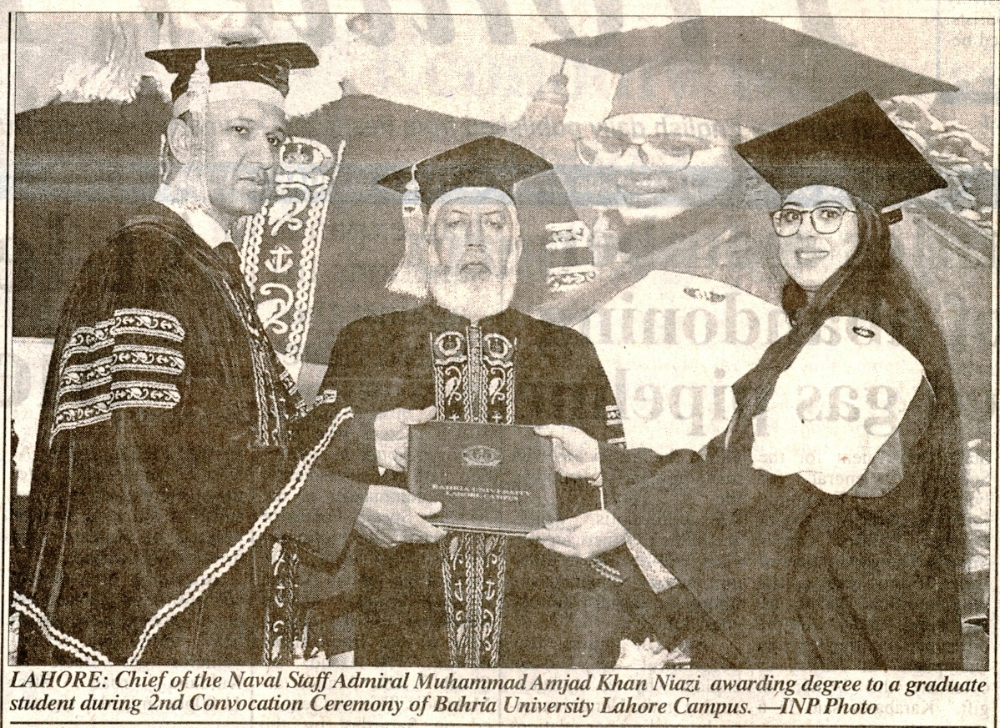 BAHRIA UNIVERSITY
LAHORE CAMPUS
LAHORE: Chief of the Naval Staff Admiral Muhammad Amjad Khan Niazi awarding degree to a graduate
student during 2nd Convocation Ceremony of Bahria University Lahore Campus. —INP Photo